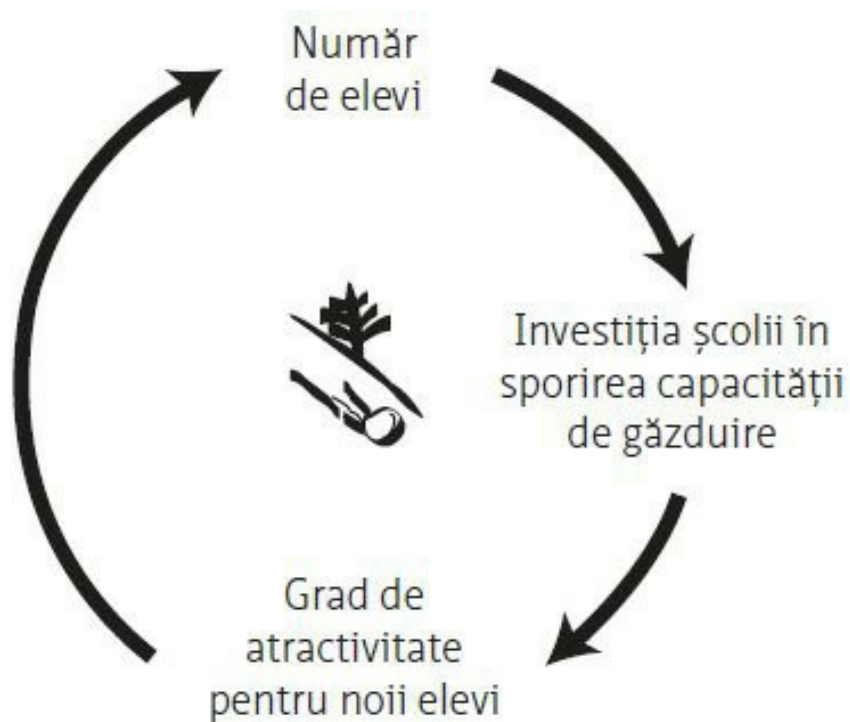 Număr
de elevi
Investiția școlii în
sporirea capacității
de găzduire
Grad de
atractivitate
pentru noii elevi